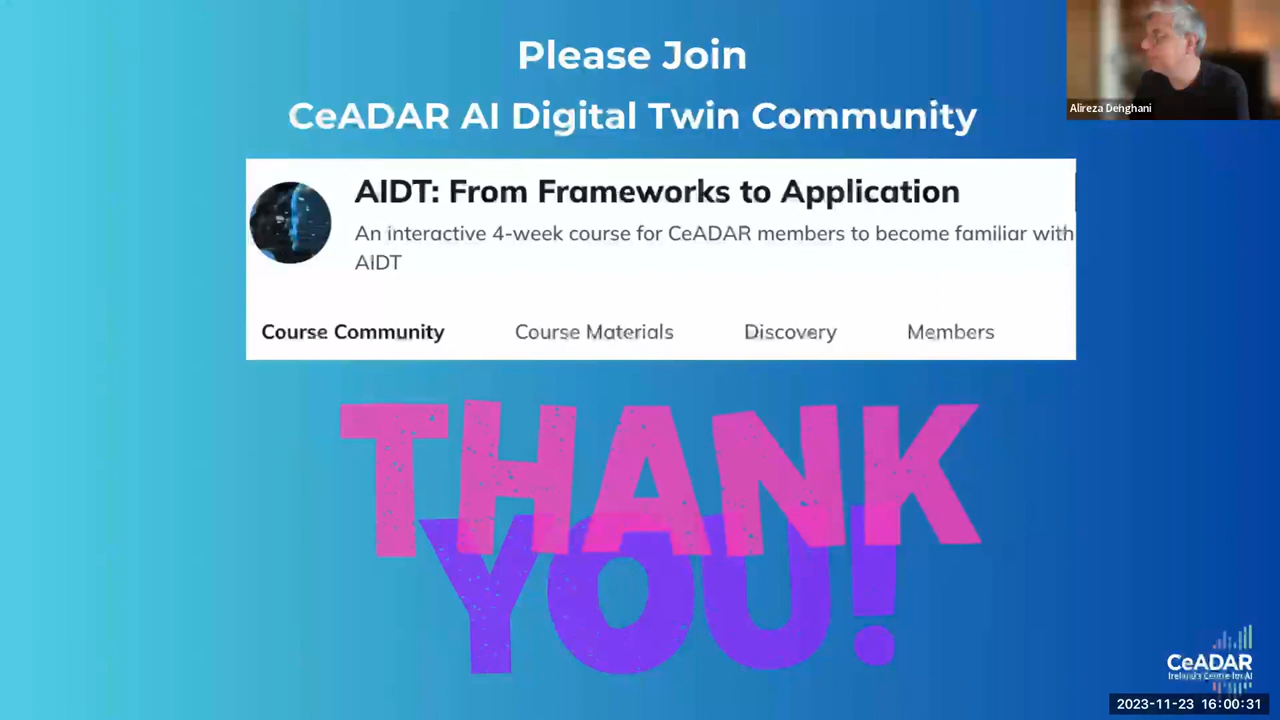 Please Join
CeADAR AI Digital Twin Community
Alireza Dehghani
AIDT: From Frameworks to Application
An interactive 4-week course for CeADAR members to become familiar with
AIDT
Course Community Course Materials Discovery Members
THANK
YOU!
CeADAR
Ireland's Centre for AI
2023-11-23 16:00:31